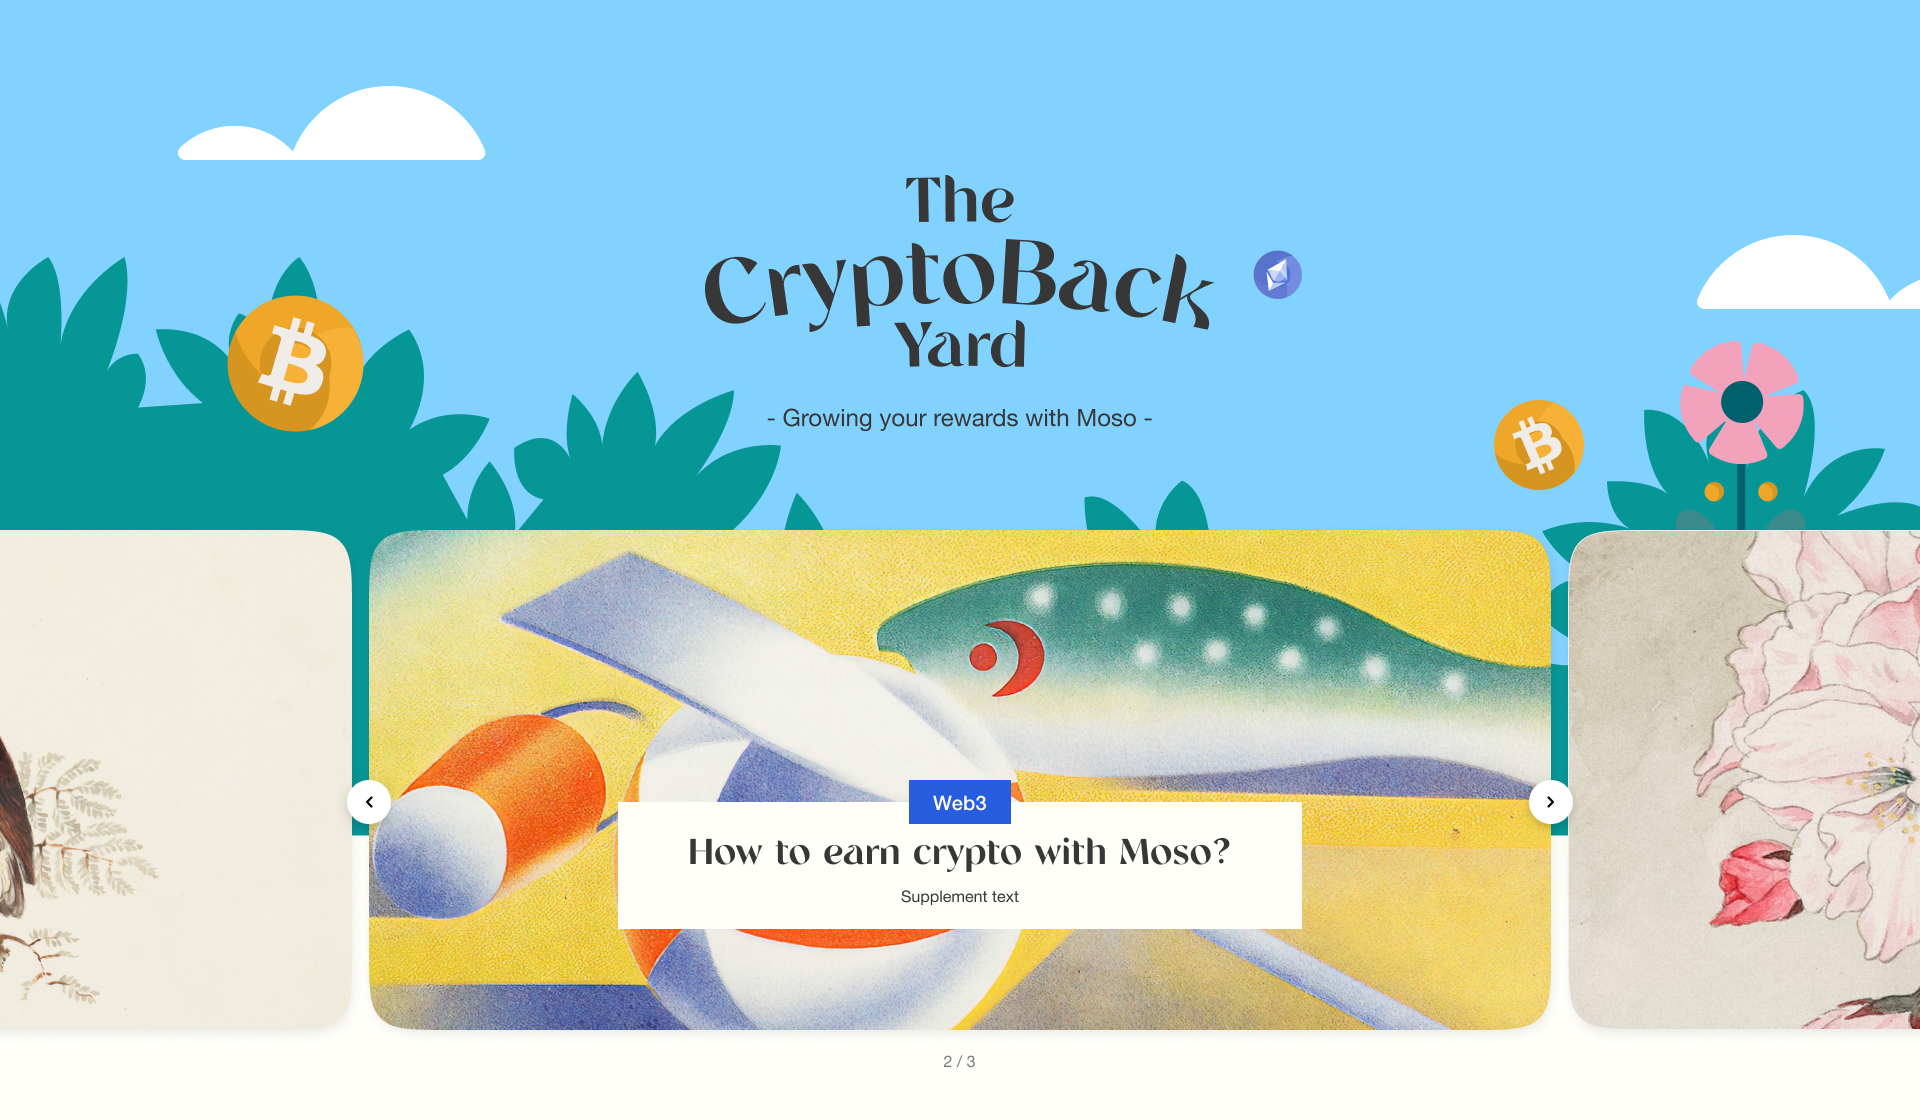 The
CryptoBack
Yard
- Growing your rewards with Moso -
Web3
How to earn crypto with Moso?
Supplement text
2 / 3